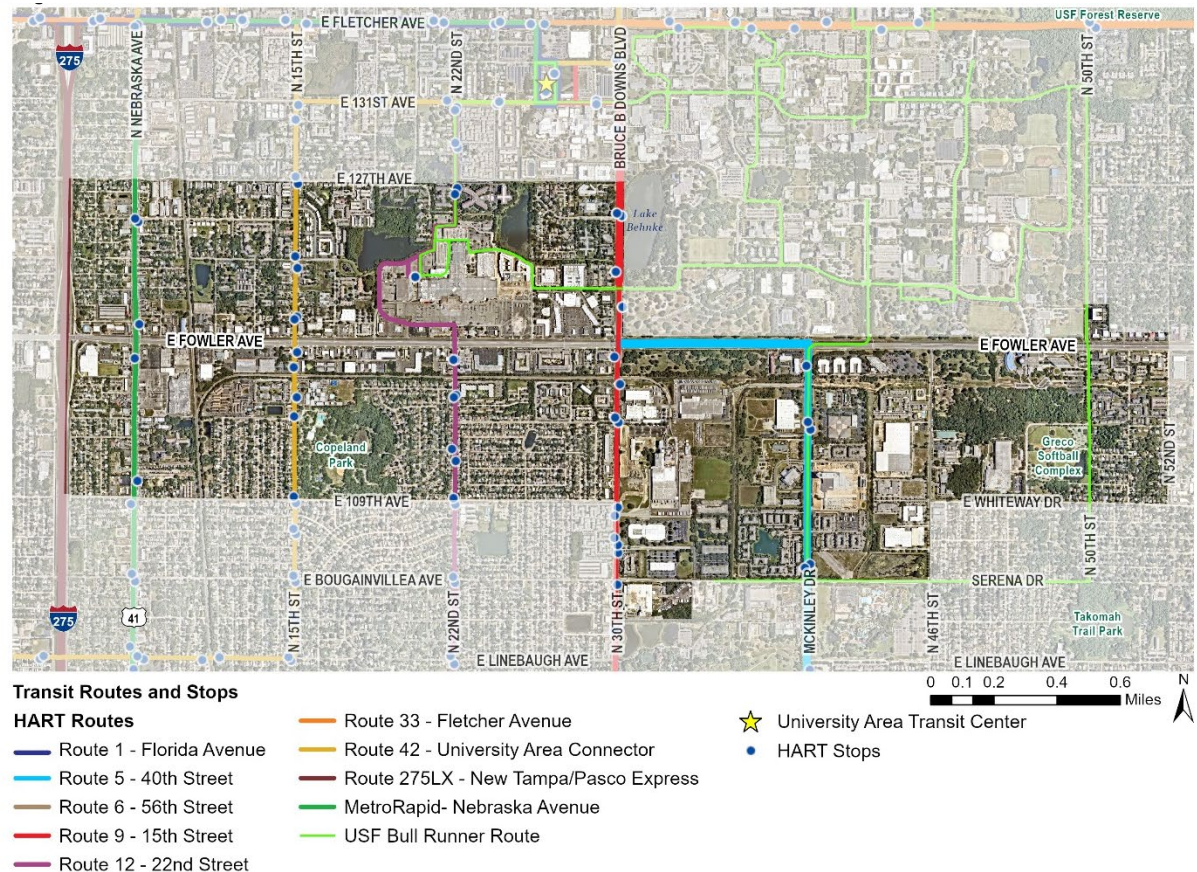 E FLETCHER AVE
USF Forest Reserve
275
N NEBRASKA AVE
N 15TH ST
N 22ND ST
BRUCE B DOWNS BLVD
N 50TH ST
E 131ST AVE
E 127TH AVE
Lake
Behnke
E FOWLER AVE
E FOWLER AVE
Copeland
Park
Greco
Softball
Complex
N 52ND ST
E 109TH AVE
E WHITEWAY DR
E BOUGAINVILLEA AVE
SERENA DR
N 50TH ST
275
41
N 15TH ST
N 22ND ST
N 30TH ST
MCKINLEY DR
N 46TH ST
Takomah
Trail Park
E LINEBAUGH AVE
E LINEBAUGH AVE
0 0.1 0.2 0.4 0.6
Miles
N
Transit Routes and Stops
HART Routes
Route 1 - Florida Avenue
Route 5 - 40th Street
Route 6 - 56th Street
Route 9 - 15th Street
Route 12 - 22nd Street
Route 33 - Fletcher Avenue
Route 42 - University Area Connector
Route 275LX - New Tampa/Pasco Express
MetroRapid- Nebraska Avenue
USF Bull Runner Route
University Area Transit Center
HART Stops